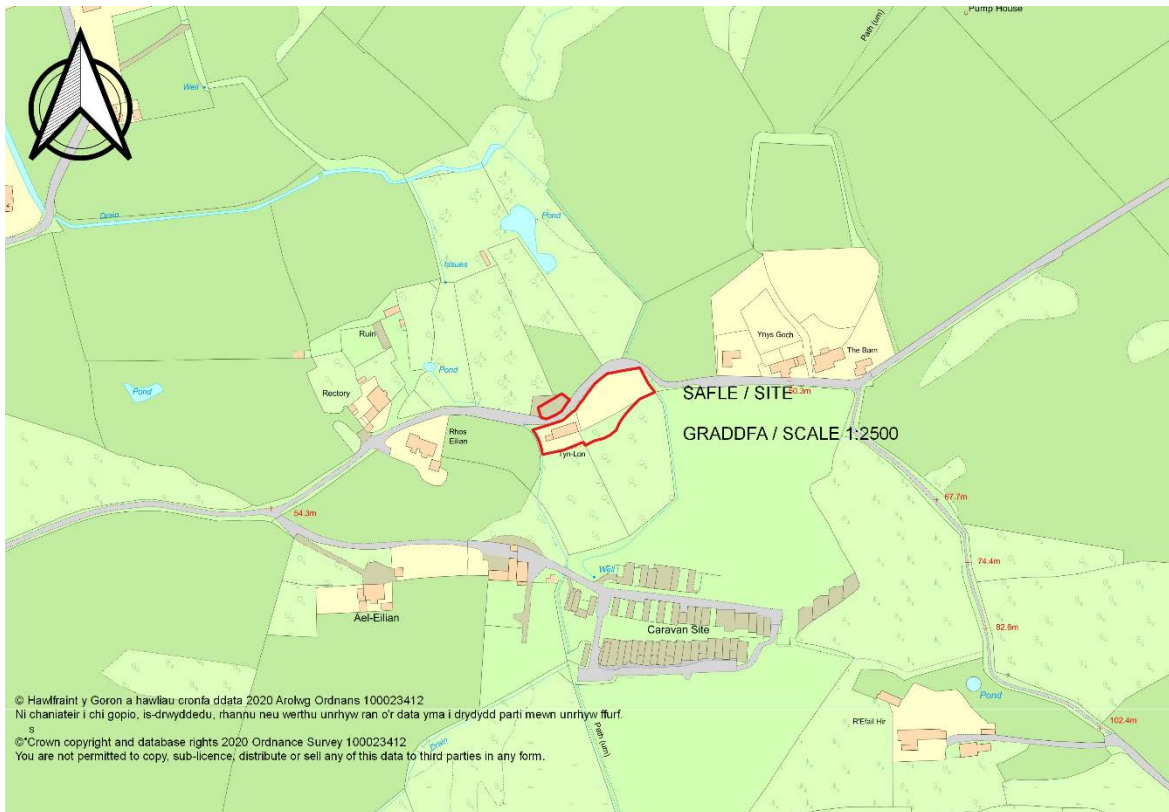 Pump House
Path (um)
Well
Drain
Pond
Issues
Ruin
Ynys Goch
The Barn
Pond
Pond
Rectory
50.3m
SAFLE / SITE
Rhos
Eilian
GRADDFA / SCALE 1:2500
Tyn-Lon
67.7m
54.3m
74.4m
Well
Ael-Eilian
Caravan Site
82.6m
Pond
© Hawlfraint y Goron a hawliau cronfa ddata 2020 Arolwg Ordnans 100023412
Ni chaniateir i chi gopio, is-drwyddedu, rhannu neu werthu unrhyw ran o'r data yma i drydydd parti mewn unrhyw ffurf.
s
©"Crown copyright and database rights 2020 Ordnance Survey 100023412
You are not permitted to copy, sub-licence, distribute or sell any of this data to third parties in any form.
Drain
Path (um)
R'Efail Hir
102.4m